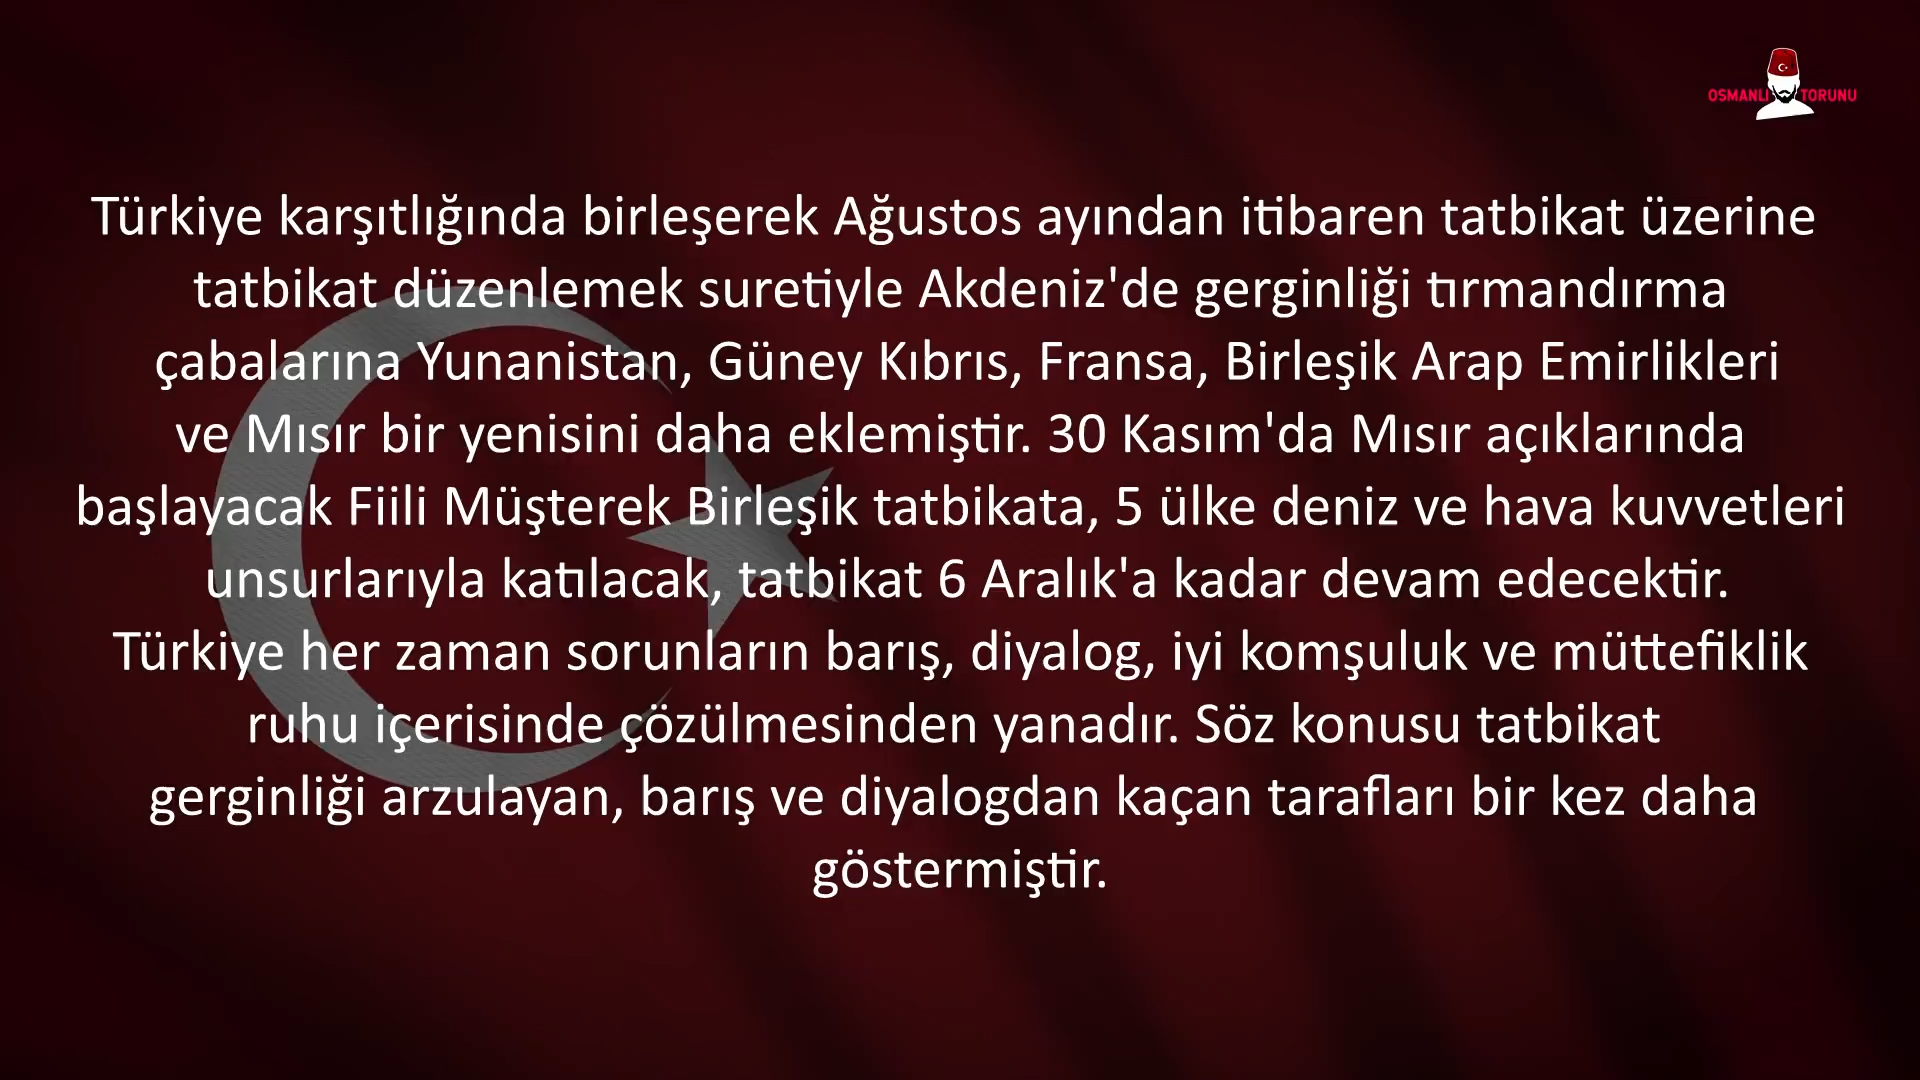 OSMANLI TORUNU
Türkiye karşıtlığında birleşerek Ağustos ayından itibaren tatbikat üzerine
tatbikat düzenlemek suretiyle Akdeniz'de gerginliği tırmandırma
çabalarına Yunanistan, Güney Kıbrıs, Fransa, Birleşik Arap Emirlikleri
ve Mısır bir yenisini daha eklemiştir. 30 Kasım'da Mısır açıklarında
başlayacak Fiili Müşterek Birleşik tatbikata, 5 ülke deniz ve hava kuvvetleri
unsurlarıyla katılacak, tatbikat 6 Aralık'a kadar devam edecektir.
Türkiye her zaman sorunların barış, diyalog, iyi komşuluk ve müttefiklik
ruhu içerisinde çözülmesinden yanadır. Söz konusu tatbikat
gerginliği arzulayan, barış ve diyalogdan kaçan tarafları bir kez daha
göstermiştir.